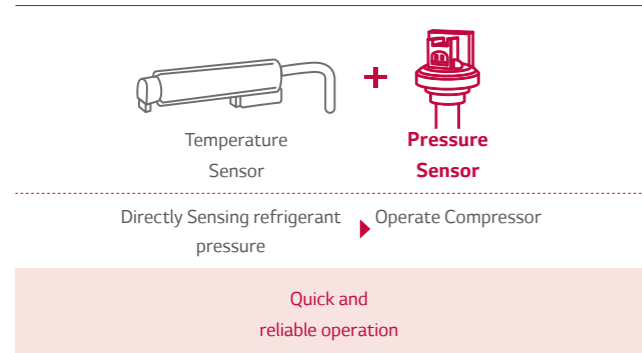 +
Temperature
Sensor
Pressure
Sensor
Directly Sensing refrigerant
pressure
Operate Compressor
Quick and
reliable operation